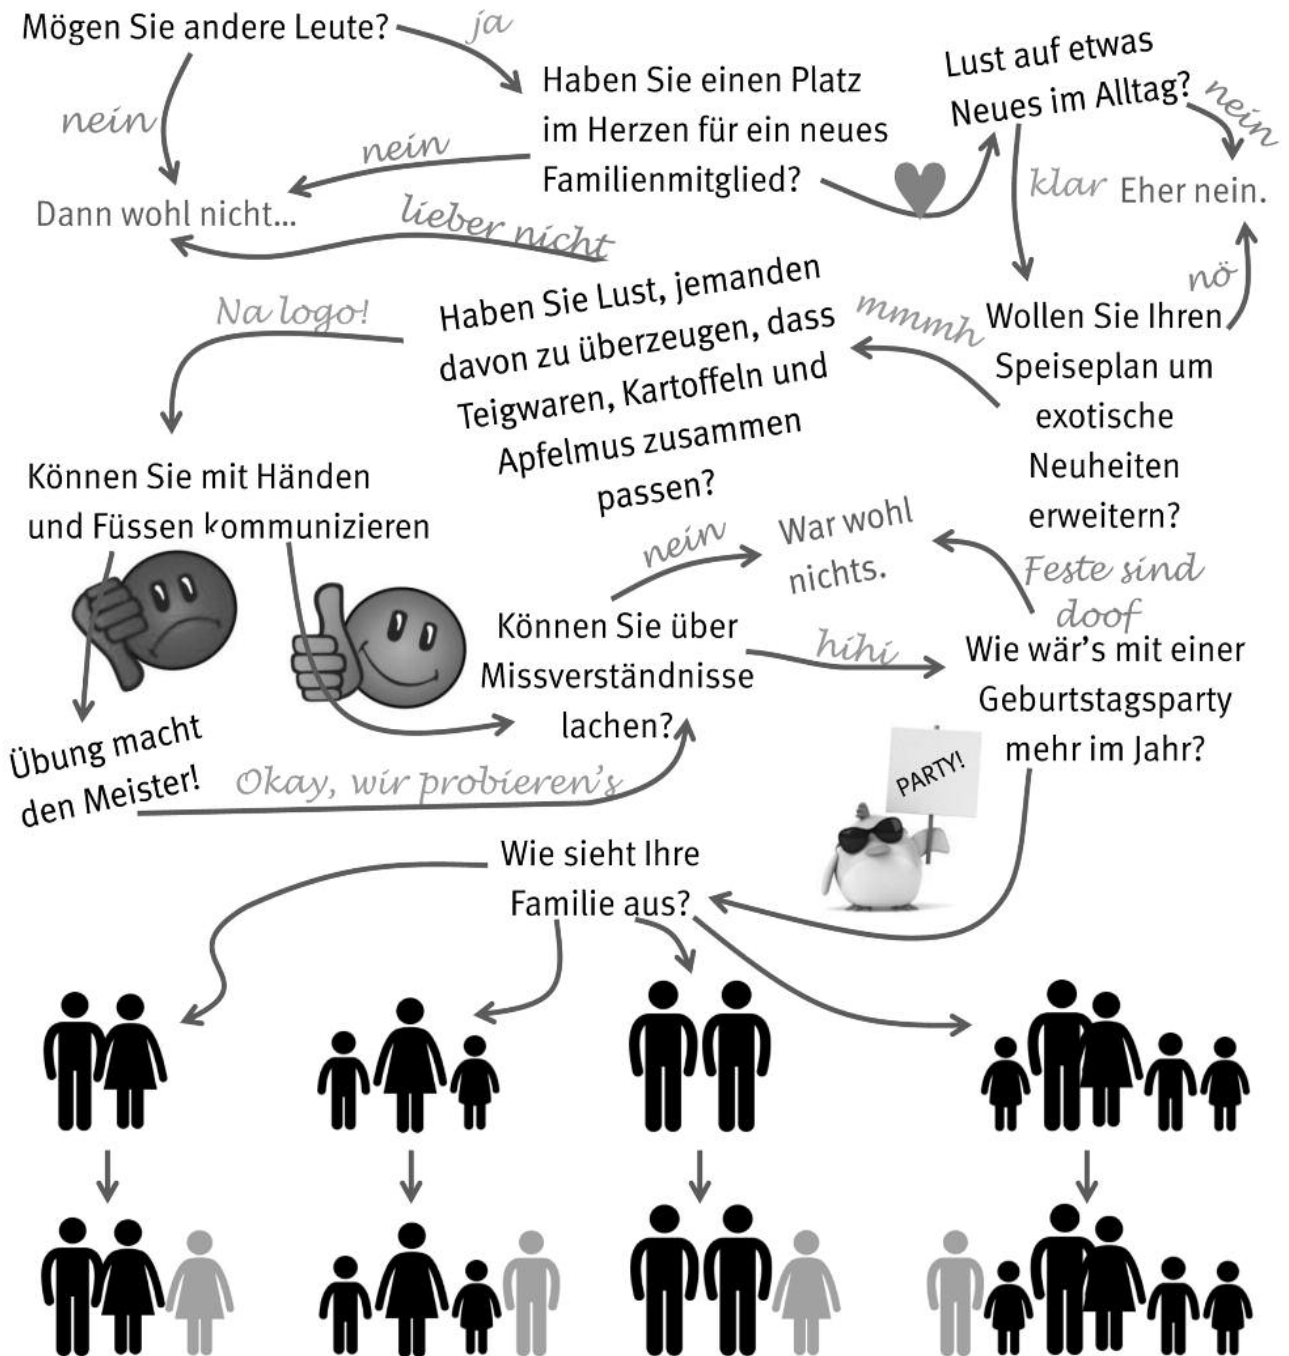 Mögen Sie andere Leute?
ja
nein
Haben Sie einen Platz
im Herzen für ein neues
Familienmitglied?
nein
Dann wohl nicht...
Lust auf etwas
Neues im Alltag?
nein
klar
Eher nein.
nö
Wollen Sie Ihren
Speiseplan um
exotische
Neuheiten
erweitern?
mmmh
lieber nicht
Haben Sie Lust, jemanden
davon zu überzeugen, dass
Teigwaren, Kartoffeln und
Apfelmus zusammen
passen?
Na logo!
Können Sie mit Händen
und Füssen kommunizieren
Übung macht
den Meister!
Okay, wir probieren's
Können Sie über
Missverständnisse
lachen?
nein
War wohl
nichts.
hihi
Feste sind
doof
Wie wär's mit einer
Geburtstagsparty
mehr im Jahr?
PARTY!
Wie sieht Ihre
Familie aus?